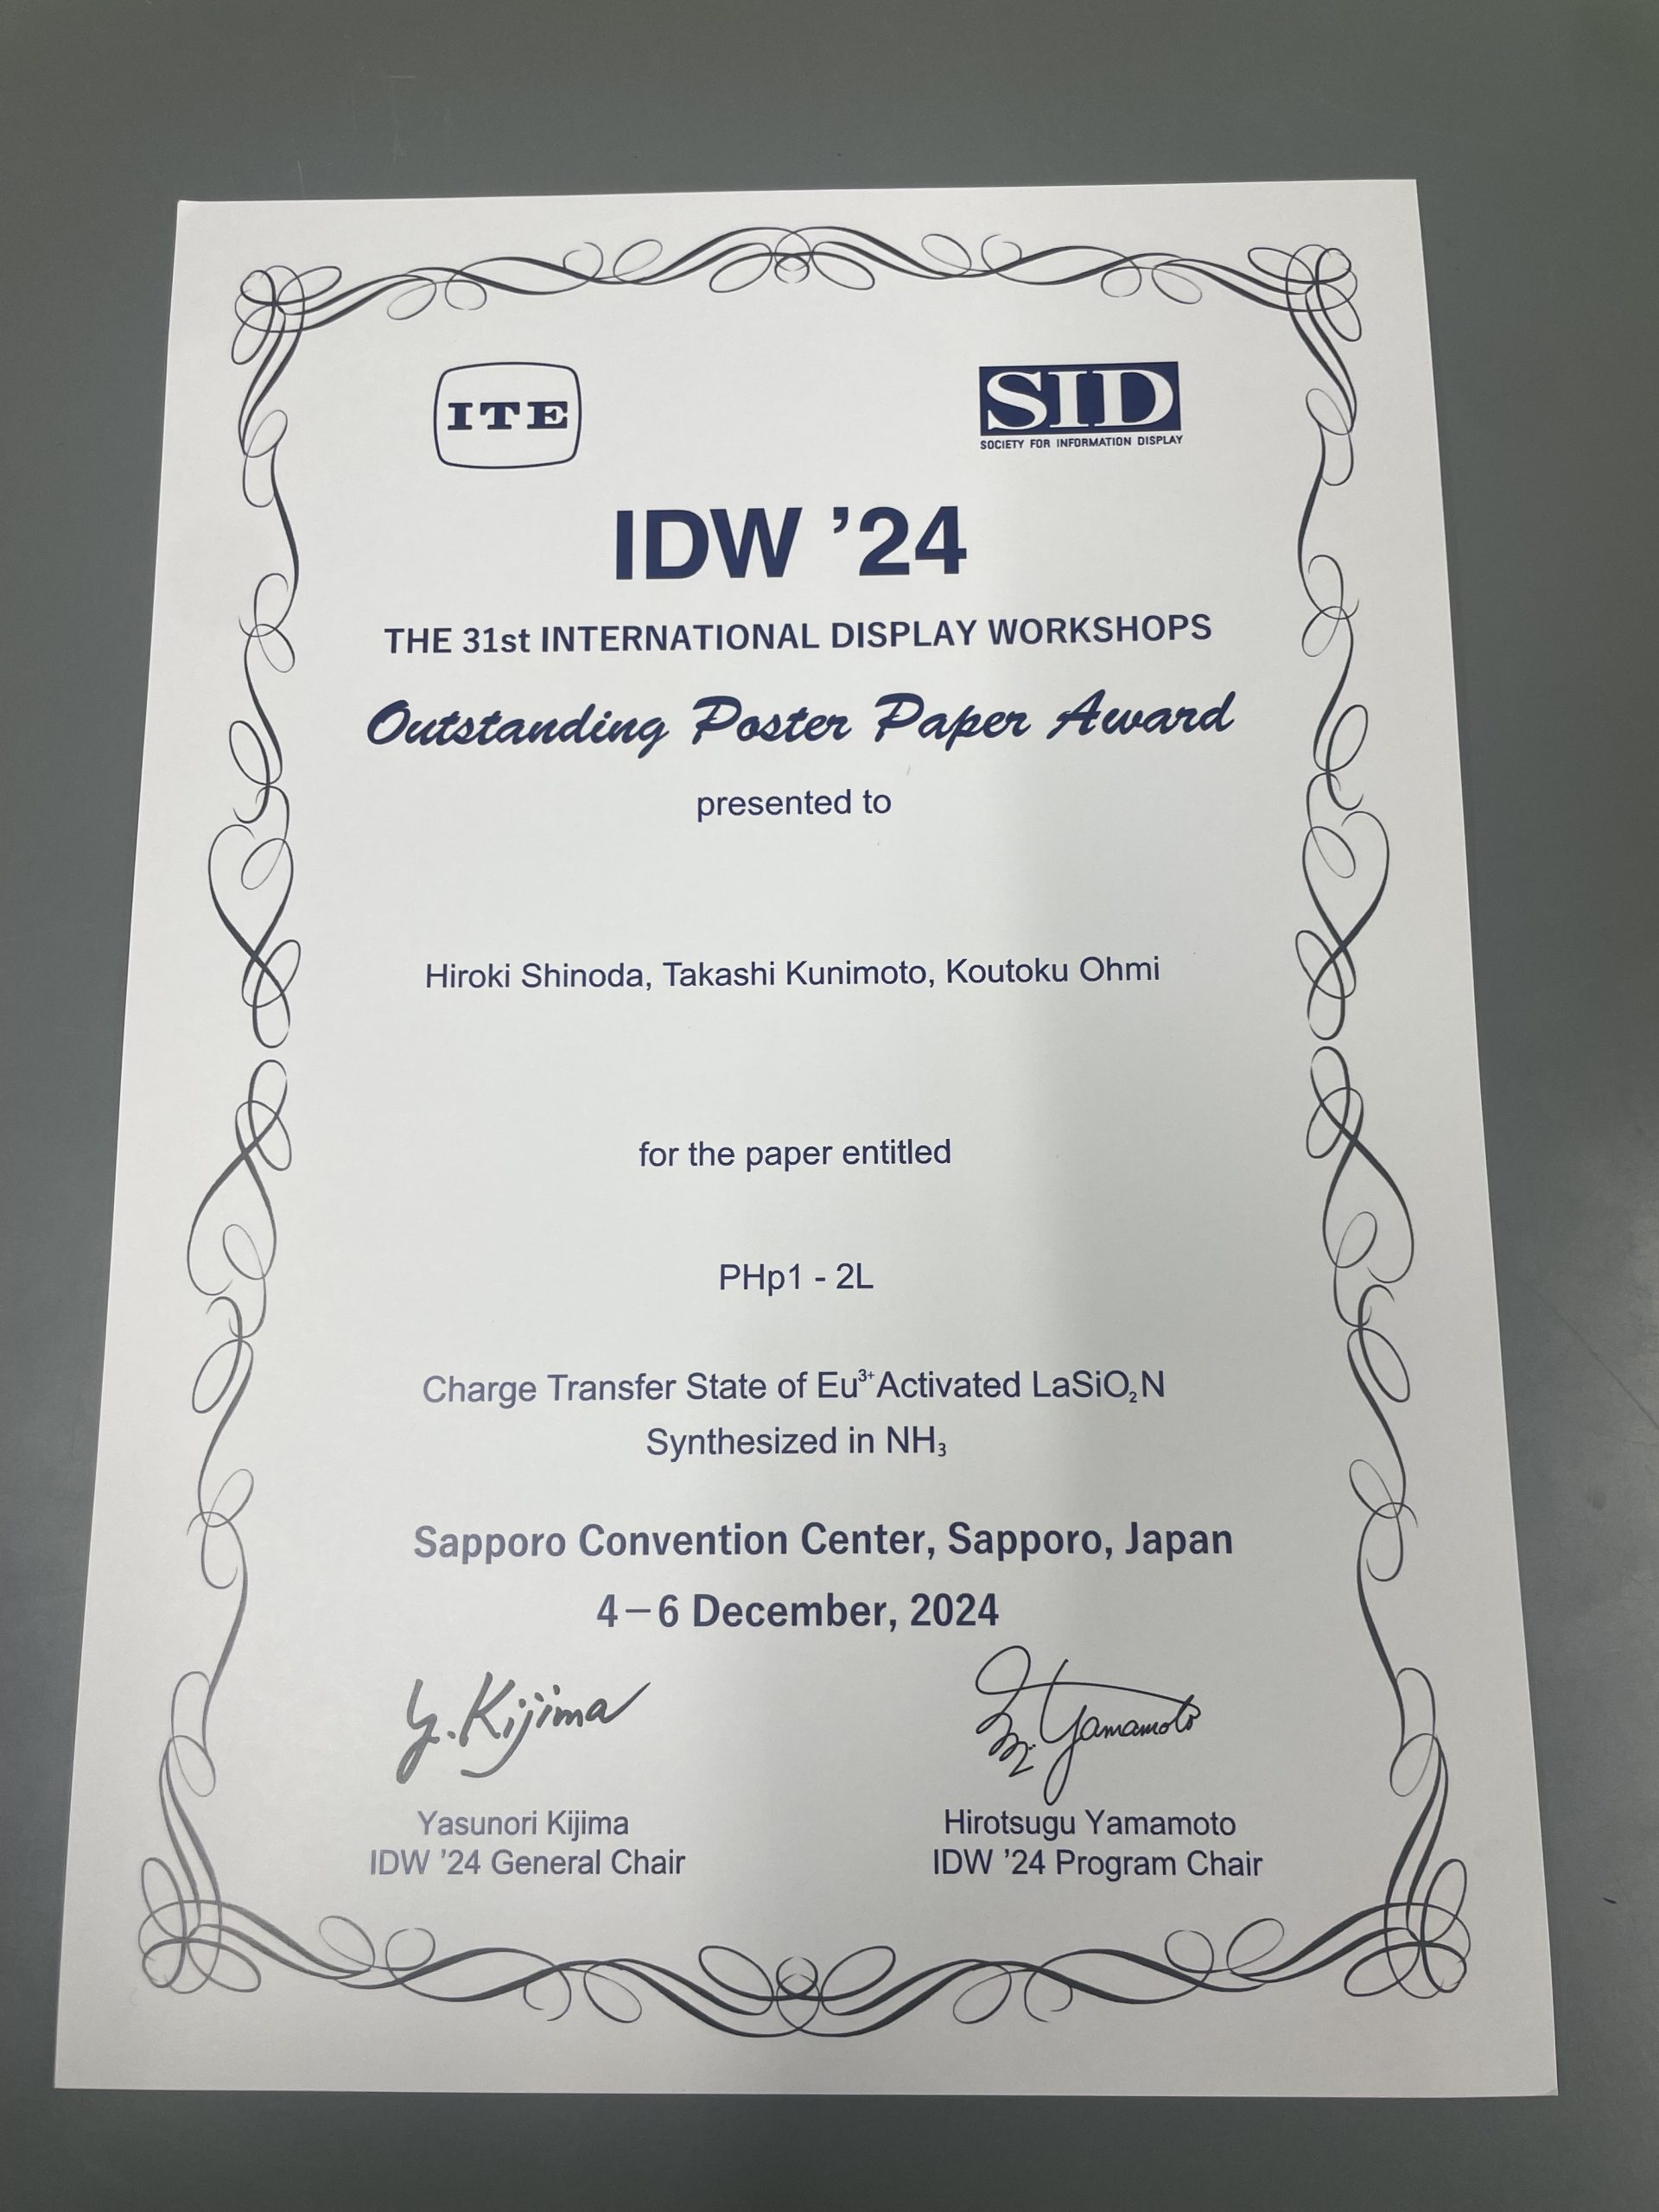 ITE
SID
SOCIETY FOR INFORMATION DISPLAY
IDW ’24
THE 31st INTERNATIONAL DISPLAY WORKSHOPS
Outstanding Poster Paper Award
presented to
Hiroki Shinoda, Takashi Kunimoto, Koutoku Ohmi
for the paper entitled
PHp1 - 2L
Charge Transfer State of Eu³⁺ Activated LaSiO₂N
Synthesized in NH₃
Sapporo Convention Center, Sapporo, Japan
4－6 December, 2024
Y. Kijima
H. Yamamoto
Yasunori Kijima
IDW ’24 General Chair
Hirotsugu Yamamoto
IDW ’24 Program Chair